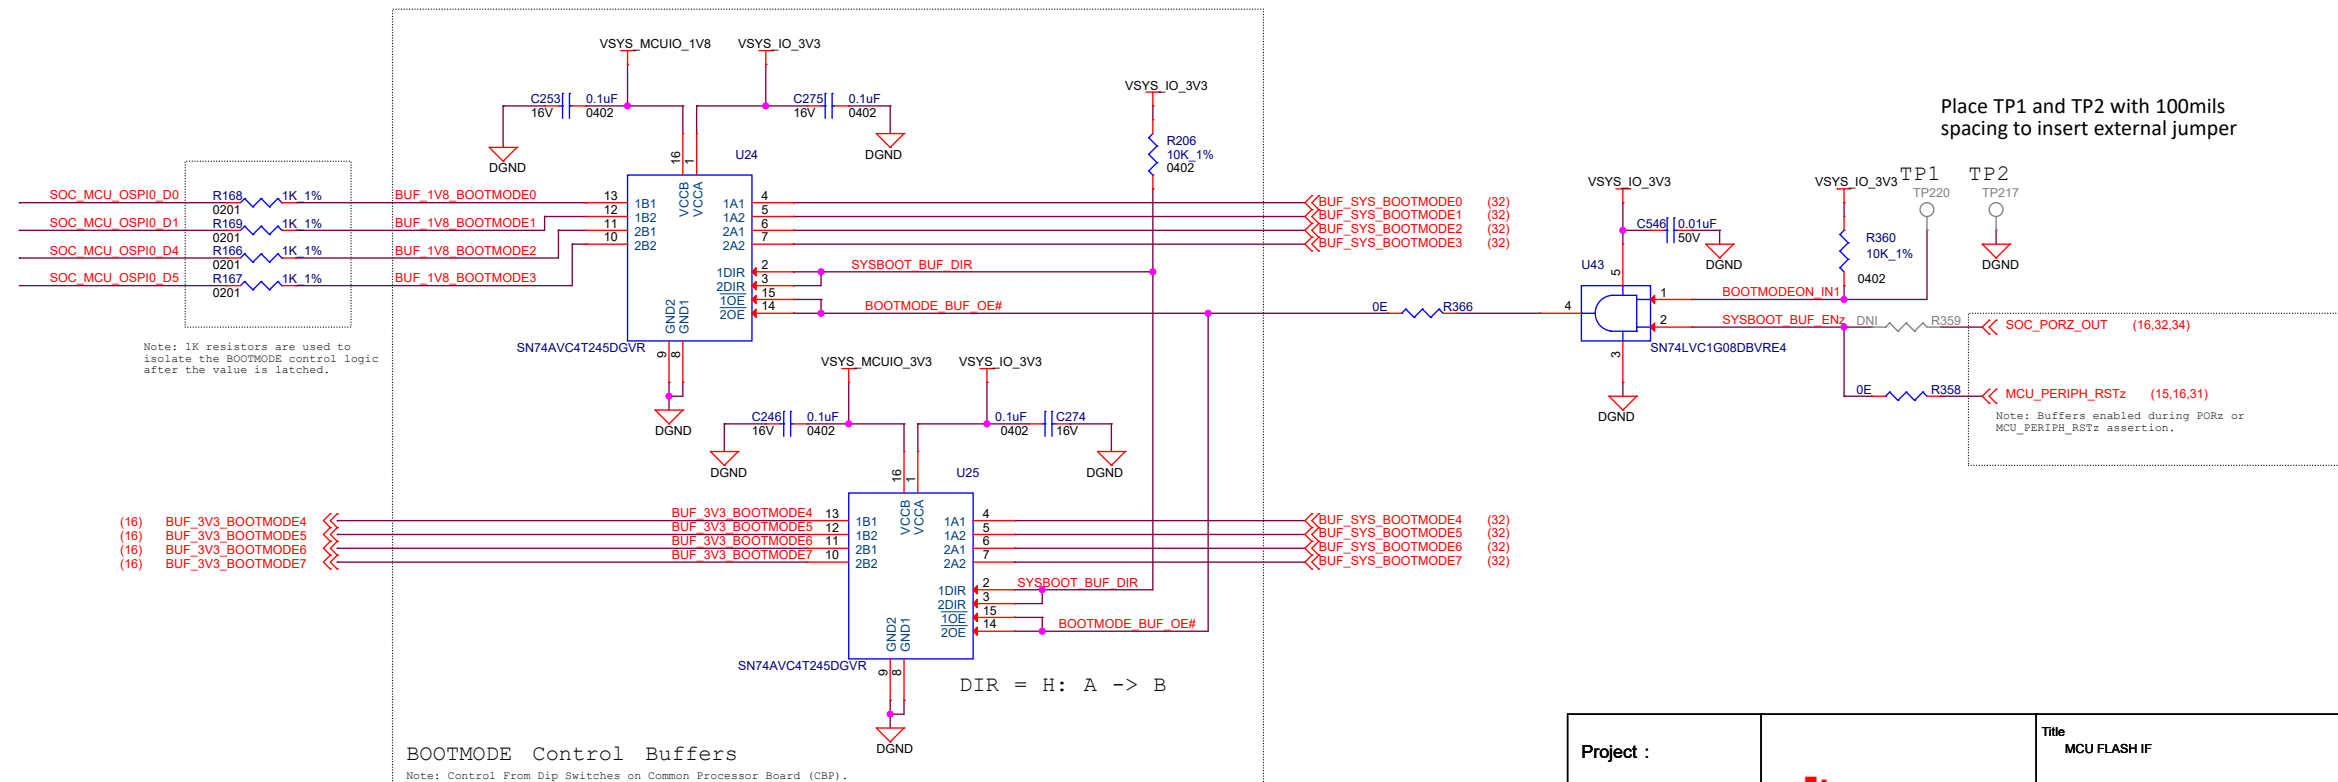 VSYS_MCUIO_1V8
VSYS_IO_3V3
C253
0.1uF
16V
0402
C275
0.1uF
16V
0402
DGND
DGND
VSYS_IO_3V3
R206
10K_1%
0402
U24
16
1
VCCB
VCCA
SOC_MCU_OSPI0_D0
R168
1K_1%
0201
BUF_1V8_BOOTMODE0
13
1B1
SOC_MCU_OSPI0_D1
R169
1K_1%
0201
BUF_1V8_BOOTMODE1
12
1B2
SOC_MCU_OSPI0_D4
R166
1K_1%
0201
BUF_1V8_BOOTMODE2
11
2B1
SOC_MCU_OSPI0_D5
R167
1K_1%
0201
BUF_1V8_BOOTMODE3
10
2B2
1A1
4
BUF_SYS_BOOTMODE0 (32)
1A2
5
BUF_SYS_BOOTMODE1 (32)
2A1
6
BUF_SYS_BOOTMODE2 (32)
2A2
7
BUF_SYS_BOOTMODE3 (32)
1DIR
2
SYSBOOT_BUF_DIR
2DIR
3
1OE
15
2OE
14
BOOTMODE_BUF_OE#
GND2
GND1
9
8
SN74AVC4T245DGVR
DGND
Note: 1K resistors are used to
isolate the BOOTMODE control logic
after the value is latched.
Place TP1 and TP2 with 100mils
spacing to insert external jumper
VSYS_IO_3V3
C546
0.01uF
50V
DGND
VSYS_IO_3V3
TP1
TP220
TP2
TP217
DGND
R360
10K_1%
0402
U43
5
4
1
BOOTMODEON_IN1
2
SYSBOOT_BUF_ENz
DNI
R359
SOC_PORZ_OUT (16,32,34)
0E
R366
SN74LVC1G08DBVRE4
3
DGND
0E
R358
MCU_PERIPH_RSTz (15,16,31)
Note: Buffers enabled during PORz or
MCU_PERIPH_RSTz assertion.
VSYS_MCUIO_3V3
VSYS_IO_3V3
C246
0.1uF
16V
0402
0.1uF
C274
0402
16V
DGND
DGND
U25
16
1
VCCB
VCCA
(16) BUF_3V3_BOOTMODE4
BUF_3V3_BOOTMODE4
13
1B1
(16) BUF_3V3_BOOTMODE5
BUF_3V3_BOOTMODE5
12
1B2
(16) BUF_3V3_BOOTMODE6
BUF_3V3_BOOTMODE6
11
2B1
(16) BUF_3V3_BOOTMODE7
BUF_3V3_BOOTMODE7
10
2B2
1A1
4
BUF_SYS_BOOTMODE4 (32)
1A2
5
BUF_SYS_BOOTMODE5 (32)
2A1
6
BUF_SYS_BOOTMODE6 (32)
2A2
7
BUF_SYS_BOOTMODE7 (32)
1DIR
2
SYSBOOT_BUF_DIR
2DIR
3
1OE
15
2OE
14
BOOTMODE_BUF_OE#
GND2
GND1
9
8
SN74AVC4T245DGVR
DGND
DIR = H: A -> B
BOOTMODE Control Buffers
Note: Control From Dip Switches on Common Processor Board (CBP).
Project :
Title
MCU FLASH IF